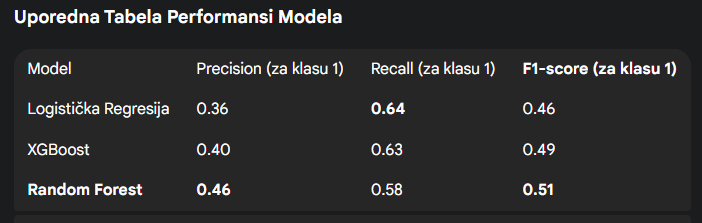 Uporedna Tabela Performansi Modela
Model Precision (za klasu 1) Recall (za klasu 1) F1-score (za klasu 1)
Logistička Regresija 0.36 0.64 0.46
XGBoost 0.40 0.63 0.49
Random Forest 0.46 0.58 0.51